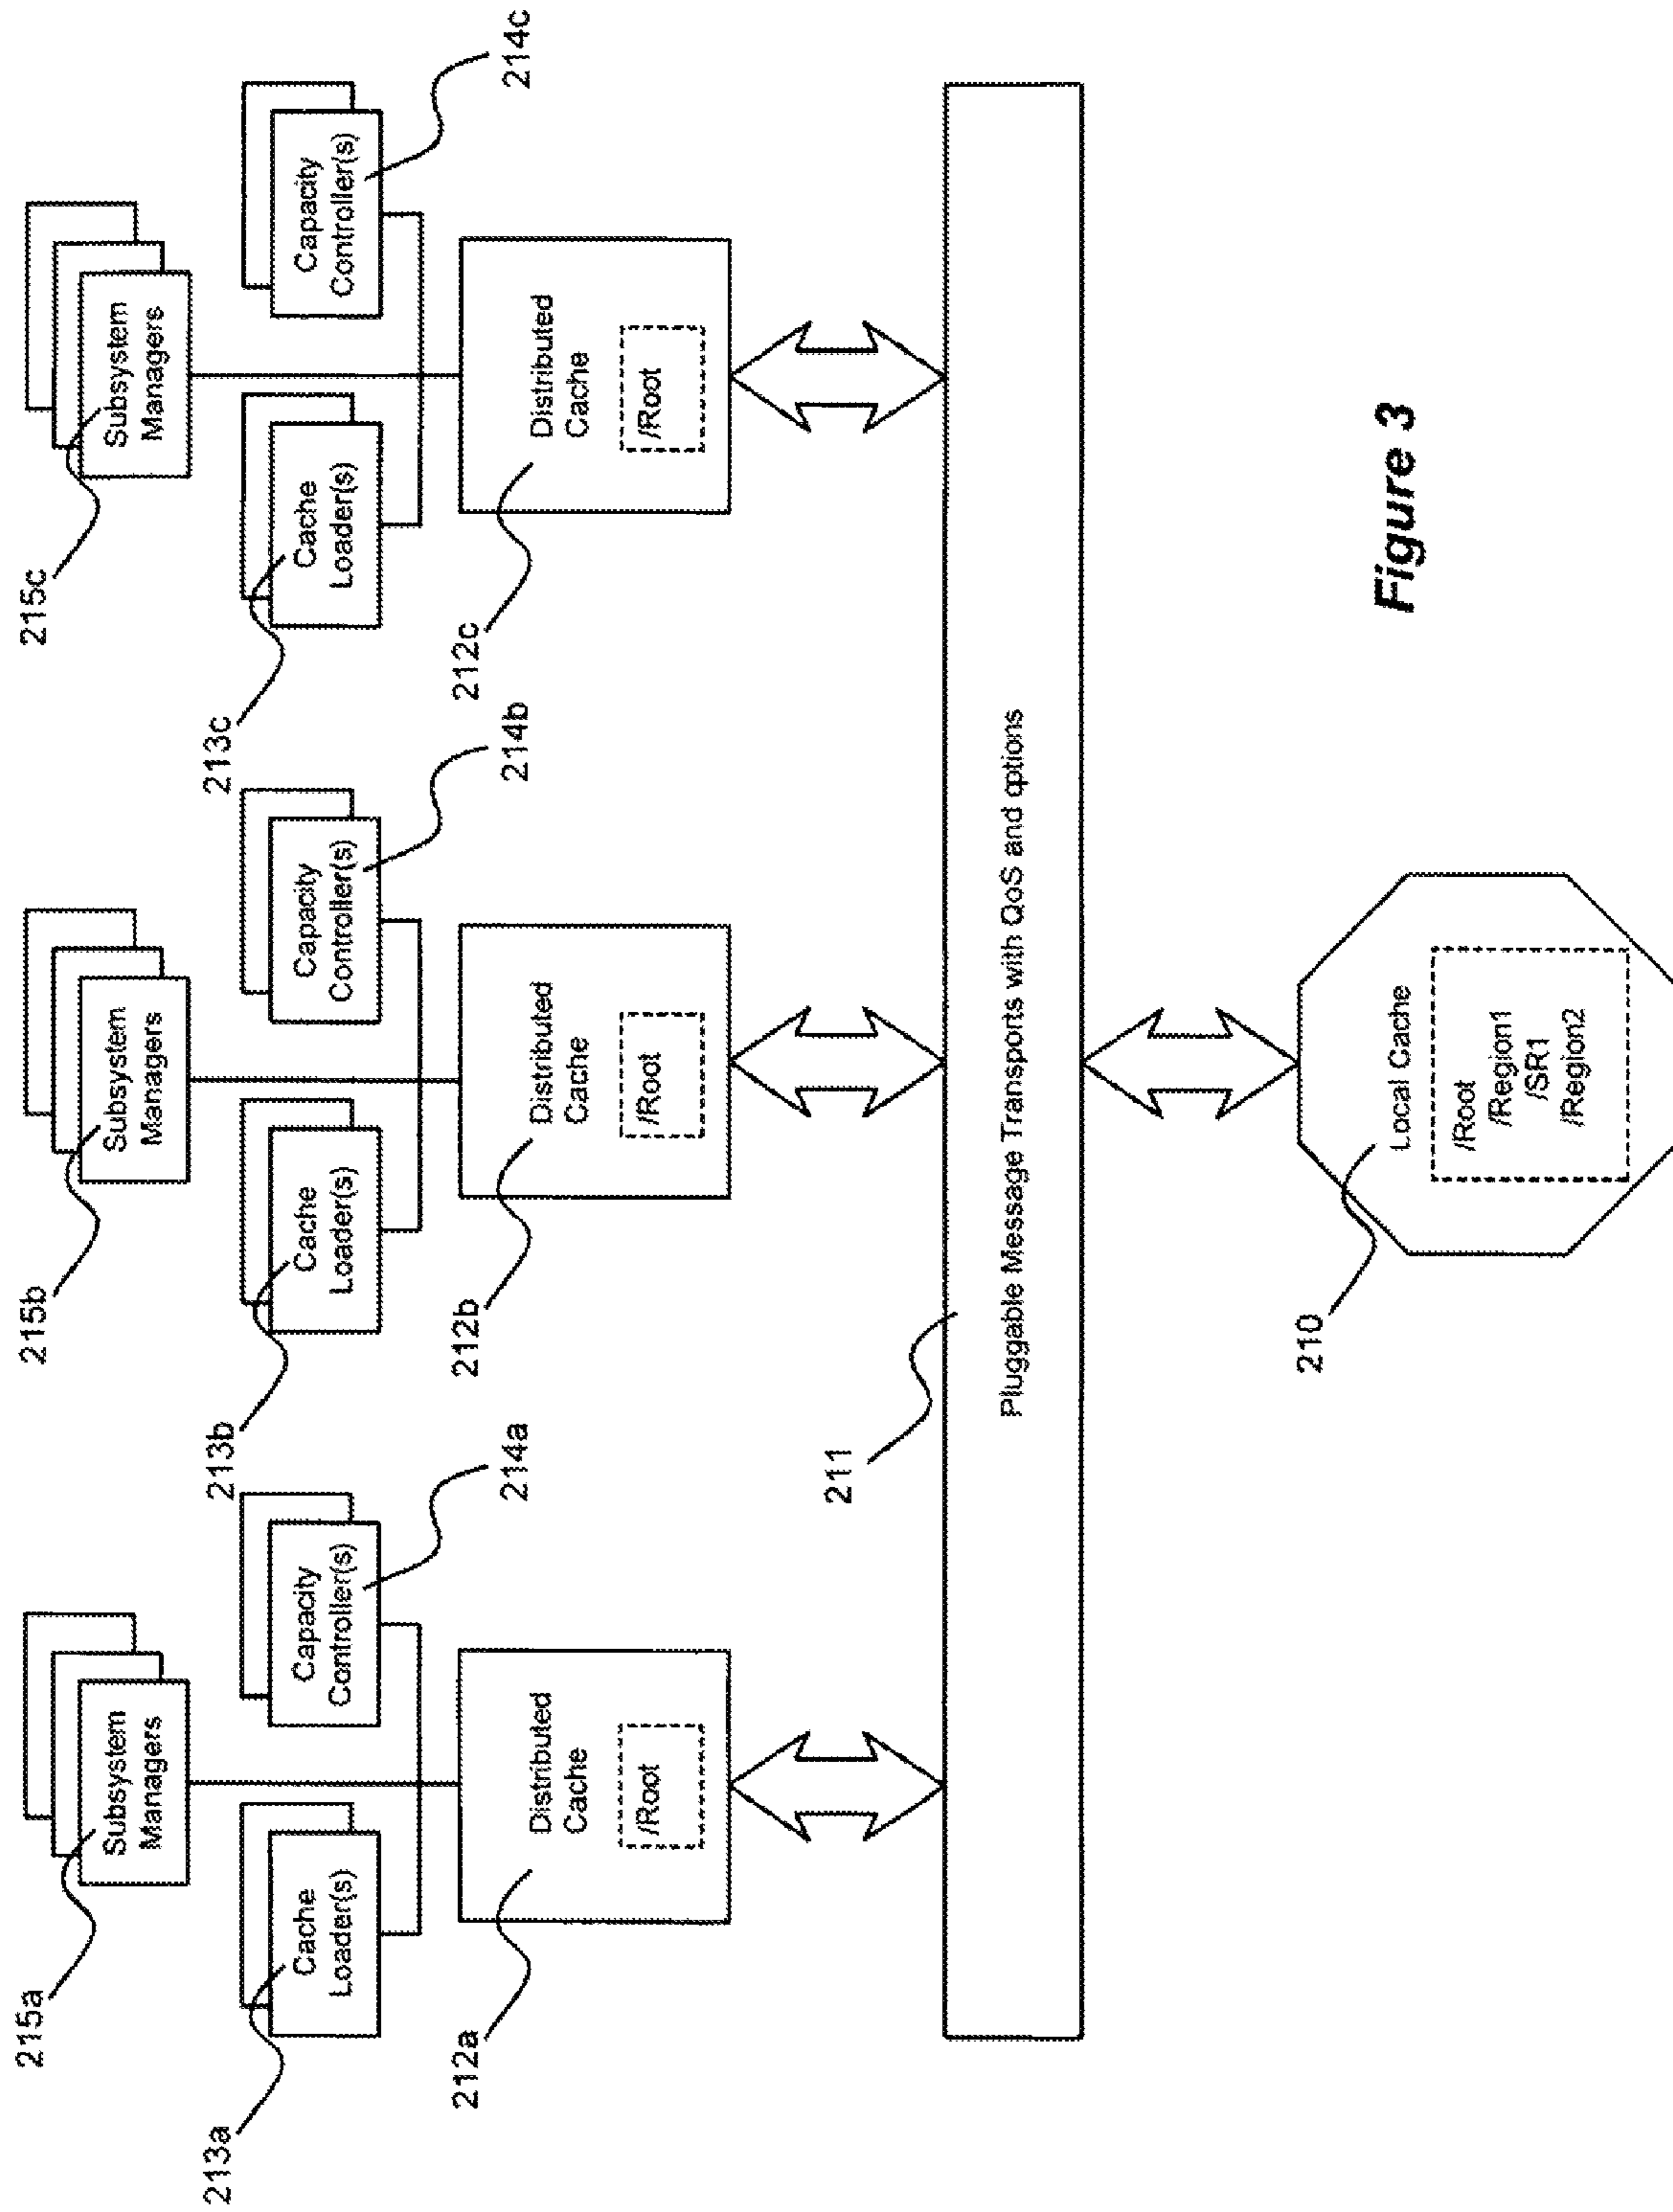 215a
Subsystem
Managers
215b
Subsystem
Managers
215c
Subsystem
Managers
213a
Cache
Loader(s)
Capacity
Controller(s)
214a
213b
Cache
Loader(s)
Capacity
Controller(s)
214b
213c
Cache
Loader(s)
Capacity
Controller(s)
214c
212a
Distributed
Cache
/Root
212b
Distributed
Cache
/Root
212c
Distributed
Cache
/Root
211
Pluggable Message Transports with QoS and options
210
Local Cache
/Root
/Region1
/SR1
/Region2
Figure 3